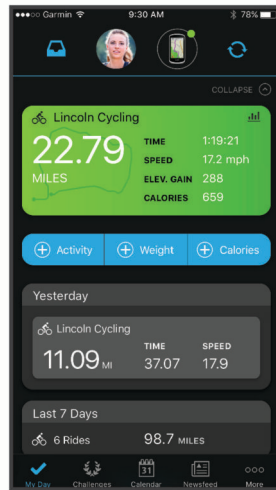 Garmin 9:30 AM 78%
COLLAPSE
Lincoln Cycling
22.79
MILES
TIME 1:19:21
SPEED 17.2 mph
ELEV. GAIN 288
CALORIES 659
+ Activity + Weight + Calories
Yesterday
Lincoln Cycling
11.09 MI
TIME SPEED
37.07 17.9
Last 7 Days
6 Rides 98.7 MILES
31
My Day Challenges Calendar Newsfeed More